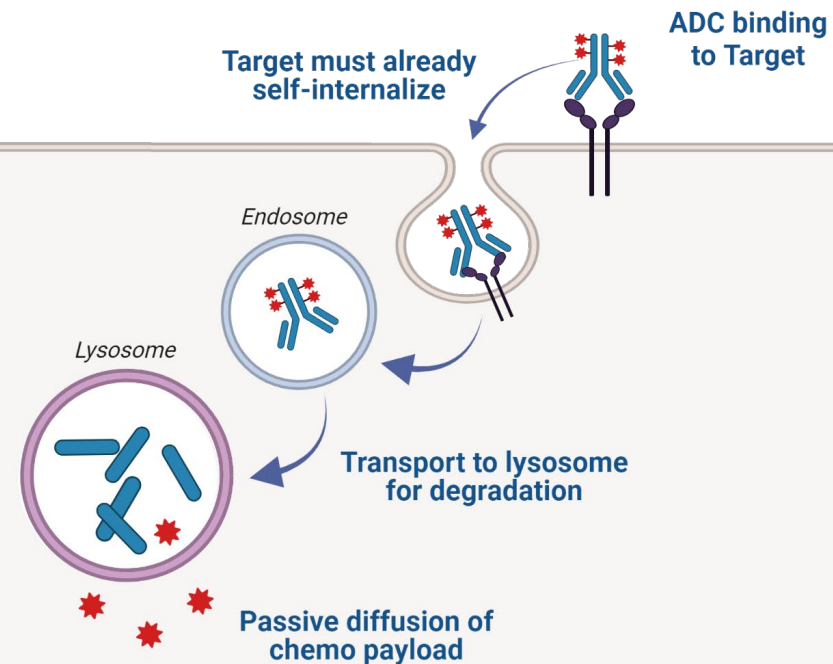 ADC binding
to Target
Target must already
self-internalize
Endosome
Lysosome
Transport to lysosome
for degradation
Passive diffusion of
chemo payload